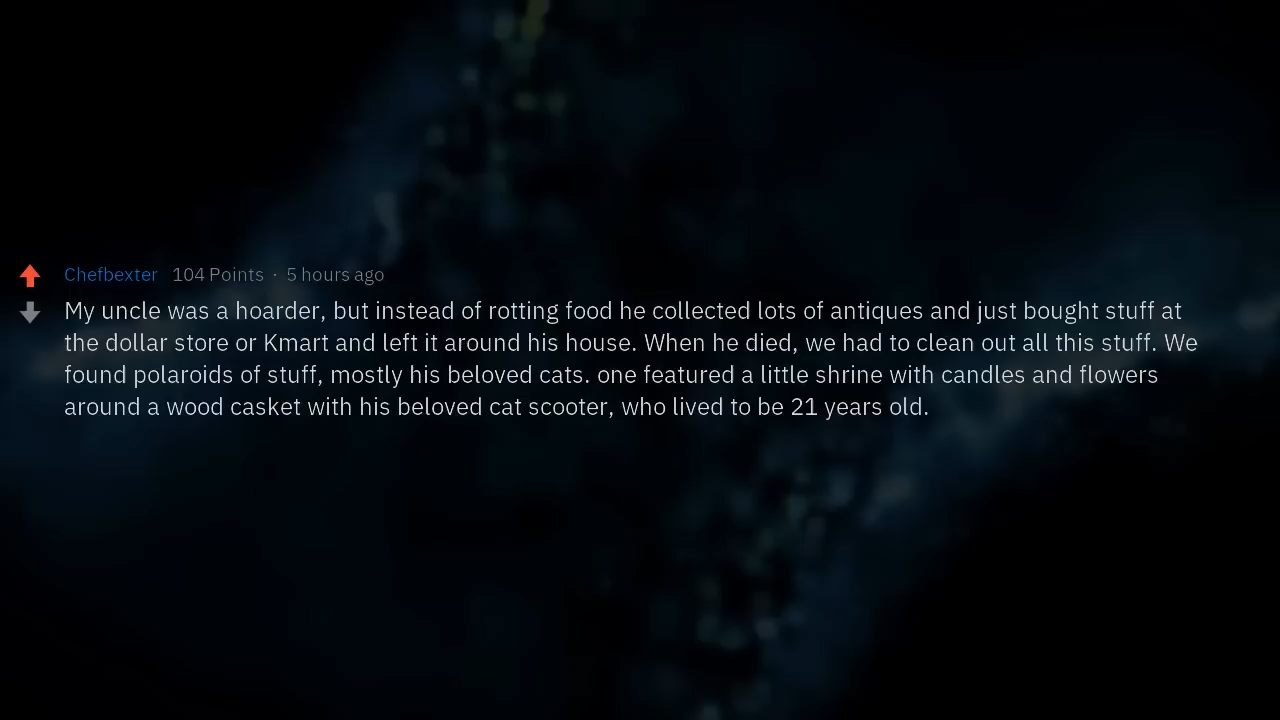 Chefbexter 104 Points · 5 hours ago
My uncle was a hoarder, but instead of rotting food he collected lots of antiques and just bought stuff at
the dollar store or Kmart and left it around his house. When he died, we had to clean out all this stuff. We
found polaroids of stuff, mostly his beloved cats. one featured a little shrine with candles and flowers
around a wood casket with his beloved cat scooter, who lived to be 21 years old.